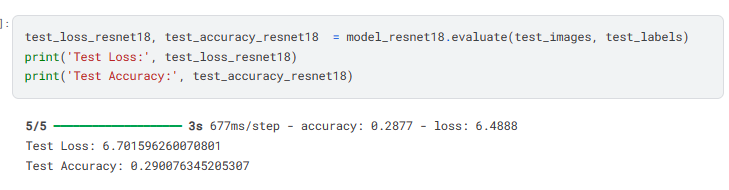 ]:
test_loss_resnet18, test_accuracy_resnet18  = model_resnet18.evaluate(test_images, test_labels)
print('Test Loss:', test_loss_resnet18)
print('Test Accuracy:', test_accuracy_resnet18)
5/5 ━━━━━━━━━━━━━━━━━━━━ 3s 677ms/step - accuracy: 0.2877 - loss: 6.4888
Test Loss: 6.701596260070801
Test Accuracy: 0.290076345205307